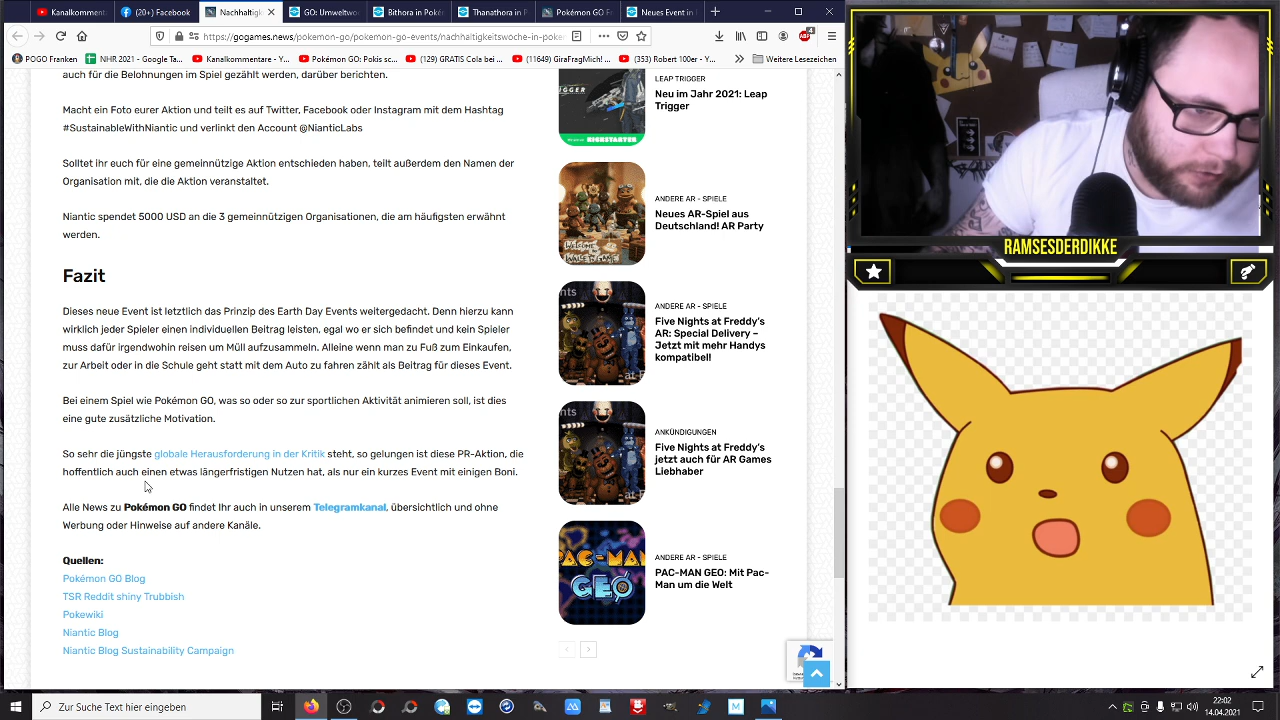 Kanalkommentare
(20+) Facebook
Nachhaltigk
GO: Umweltwo
Bithora in Pokém
Demathora in R
Pokémon GO F
Neues Event i
https://gogames.news/pokemon-go/pokemon-go-events/nachhaltigkeitswoche-in-poke
POGO Franken
NHR 2021 - Google Ta...
Kanalkommentare - Y...
Pokémon GO: Pokis sc...
(129) GRATIS Cola bei ...
(11649) GiraFragMich! ...
(353) Robert 100er - Y...
Weitere Lesezeichen
auch für die Belohnungen im Spiel gezählt werden, darüber berichten.
Macht ein Foto eurer Aktion und teilt es auf Twitter, Facebook oder Instagram mit dem Hashtag
#SustainableWithNiantic und verlinkt den Account @NianticLabs
Solltet ihr euch für eine gemeinnützige Aktion entschieden haben, teilt außerdem den Namen der
Organisation mit, die die Aktion veranstaltet.
Niantic spendet 5000 USD an die 3 gemeinnützigen Organisationen, die am häufigsten erwähnt
werden.
Fazit
Dieses neue Event ist letztlich das Prinzip des Earth Day Events weitergedacht. Denn hierzu kann
wirklich jeder Spieler einen individuellen Beitrag leisten, egal wo er sich befindet und kein Spieler
muss dafür irgendwohin reisen um Müll aufzusammeln. Alleine wenn man zu Fuß zum Einkaufen,
zur Arbeit oder in die Schule geht statt mit dem Auto zu fahren zählt als Beitrag für dieses Event.
Bei einem Spiel wie Pokémon GO, was so oder so zur sportlichen Aktivität animieren soll, ist dies
eine gute zusätzliche Motivation.
So sehr die jüngste globale Herausforderung in der Kritik steht, so gelungen ist diese PR-Aktion, die
hoffentlich auch einen etwas längerfristigen Nutzen hat, als nur ein kurzes Event mit einigen Boni.
Alle News zu Pokémon GO findet Ihr auch in unserem Telegramkanal, übersichtlich und ohne
Werbung oder Hinweise auf andere Kanäle.
Quellen:
Pokémon GO Blog
TSR Reddit shiny Trubbish
Pokewiki
Niantic Blog
Niantic Blog Sustainability Campaign
KICKSTARTER
LEAP TRIGGER
Neu im Jahr 2021: Leap
Trigger
ANDERE AR - SPIELE
Neues AR-Spiel aus
Deutschland! AR Party
ANDERE AR - SPIELE
Five Nights at Freddy's
AR: Special Delivery –
Jetzt mit mehr Handys
kompatibel!
ANKÜNDIGUNGEN
Five Nights at Freddy's
jetzt auch für AR Games
Liebhaber
PAC-MAN
GEO
ANDERE AR - SPIELE
PAC-MAN GEO: Mit Pac-
Man um die Welt
RAMSESDERDIKKE
Zur Suche Text hier eingeben
22:02
14.04.2021